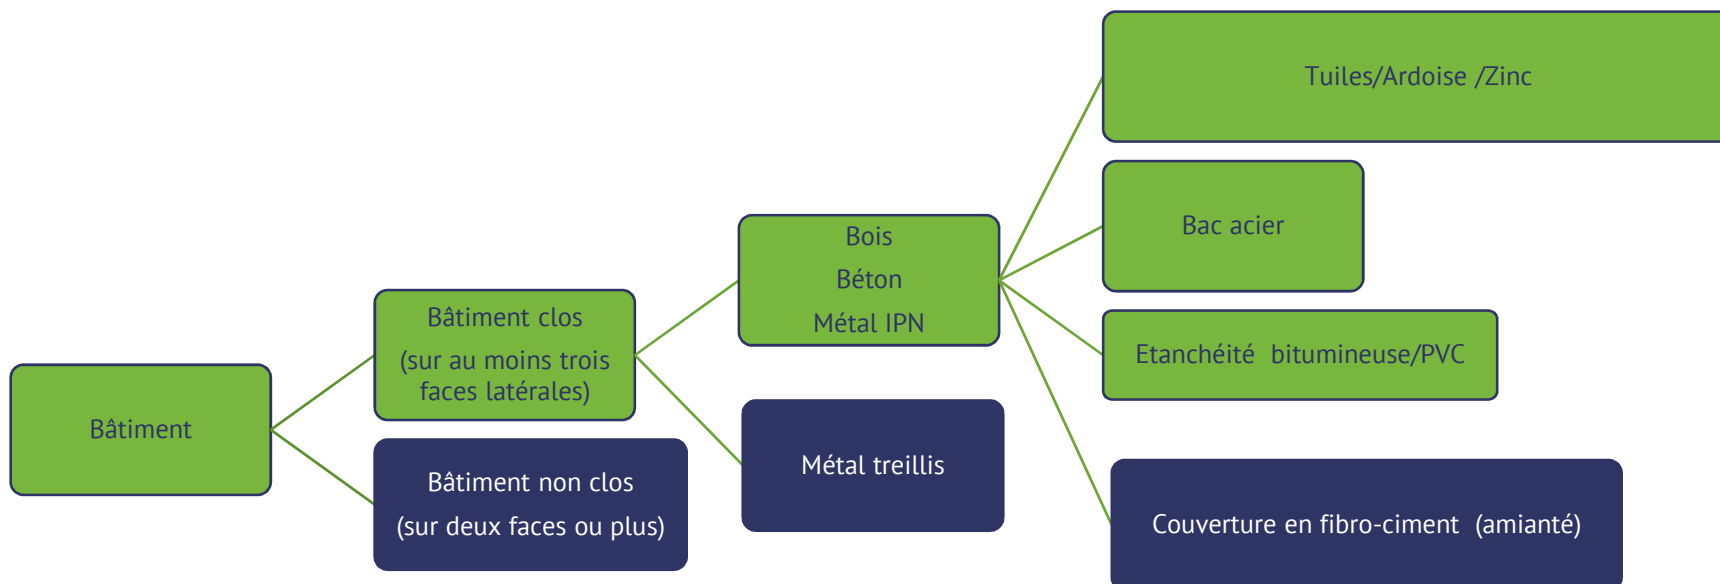 Bâtiment
Bâtiment clos
(sur au moins trois
faces latérales)
Bâtiment non clos
(sur deux faces ou plus)
Bois
Béton
Métal IPN
Métal treillis
Tuiles/Ardoise /Zinc
Bac acier
Etanchéité bitumineuse/PVC
Couverture en fibro-ciment (amianté)